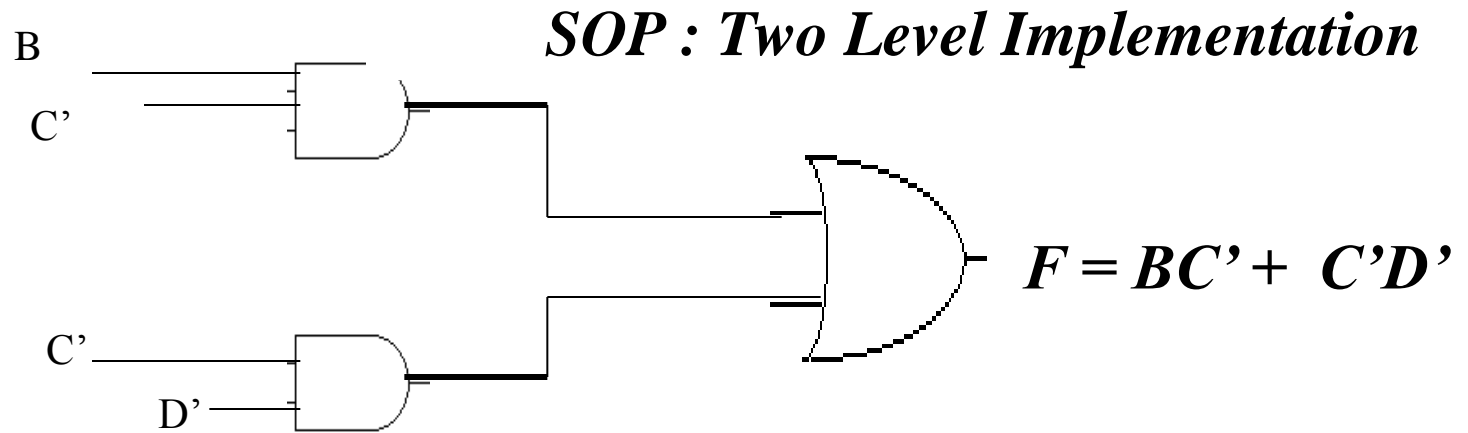 SOP : Two Level Implementation
B
C’
F = BC’ + C’D’
C’
D’